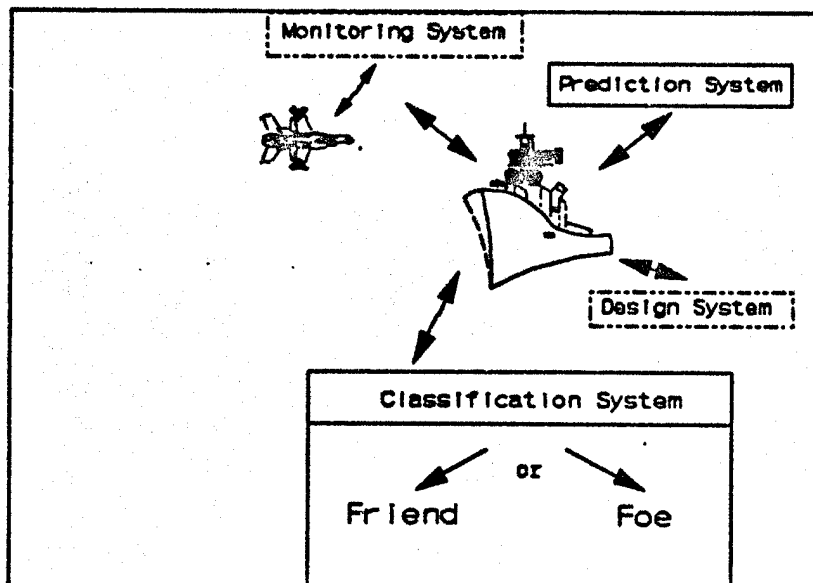 Monitoring System
Prediction System
Design System
Classification System
or
Friend
Foe